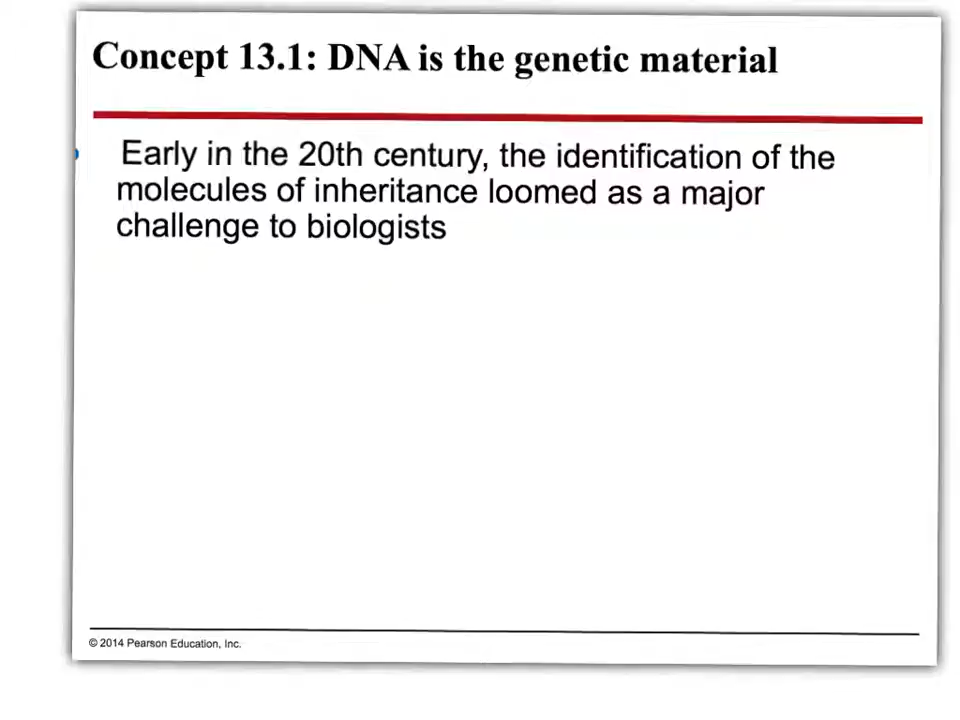 Concept 13.1: DNA is the genetic material
Early in the 20th century, the identification of the
molecules of inheritance loomed as a major
challenge to biologists
© 2014 Pearson Education, Inc.